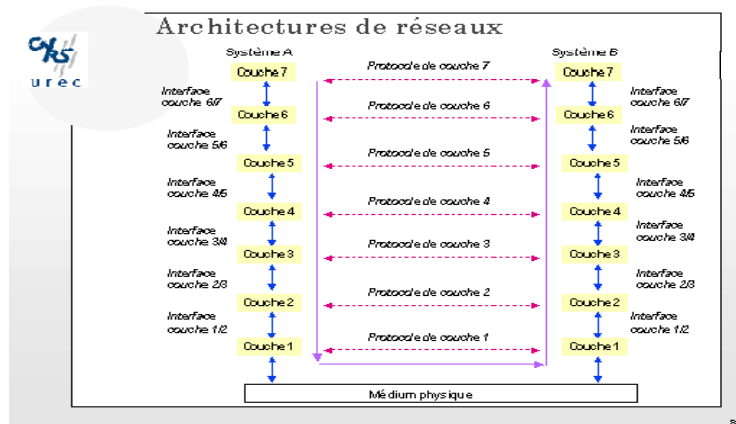 Architectures de réseaux
CNRS
urec
Système A
Système B
Couche 7
Protocole de couche 7
Couche 7
Interface
couche 6/7
Interface
couche 6/7
Couche 6
Protocole de couche 6
Couche 6
Interface
couche 5/6
Interface
couche 5/6
Couche 5
Protocole de couche 5
Couche 5
Interface
couche 4/5
Interface
couche 4/5
Couche 4
Protocole de couche 4
Couche 4
Interface
couche 3/4
Interface
couche 3/4
Couche 3
Protocole de couche 3
Couche 3
Interface
couche 2/3
Interface
couche 2/3
Couche 2
Protocole de couche 2
Couche 2
Interface
couche 1/2
Interface
couche 1/2
Couche 1
Protocole de couche 1
Couche 1
Médium physique